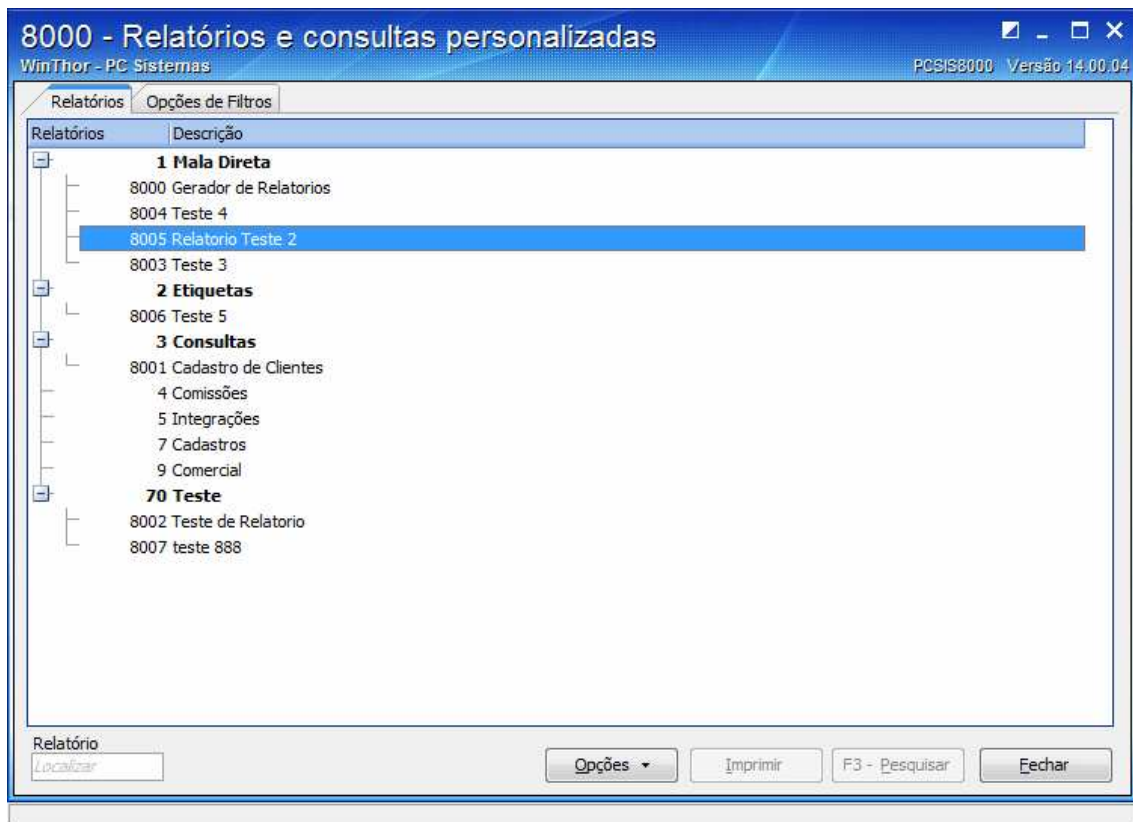 8000 - Relatórios e consultas personalizadas
WinThor - PC Sistemas PCSIS8000 Versão 14.00.04
Relatórios Opções de Filtros
Relatórios Descrição
1 Mala Direta
8000 Gerador de Relatorios
8004 Teste 4
8005 Relatorio Teste 2
8003 Teste 3
2 Etiquetas
8006 Teste 5
3 Consultas
8001 Cadastro de Clientes
4 Comissões
5 Integrações
7 Cadastros
9 Comercial
70 Teste
8002 Teste de Relatorio
8007 teste 888
Relatório
Localizar Opções Imprimir F3 - Pesquisar Fechar